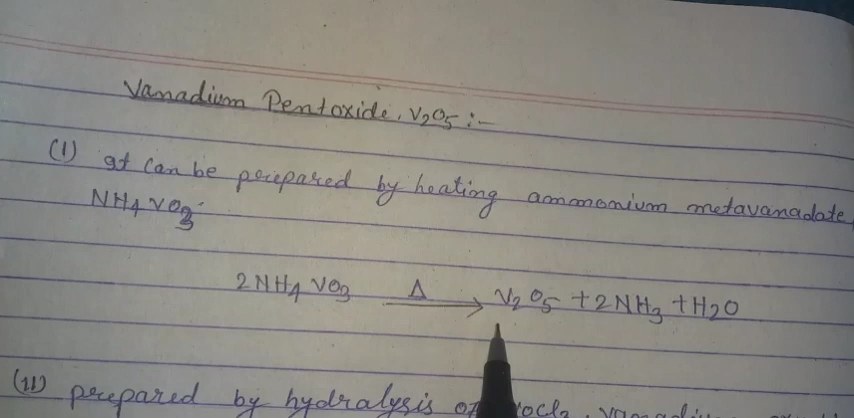 Vanadium Pentoxide, V2O5 :-
(I) It can be prepared by heating ammonium metavanadate,
NH4VO3.
2NH4VO3 Δ→ V2O5 + 2NH3 + H2O
(II) prepared by hydralysis of